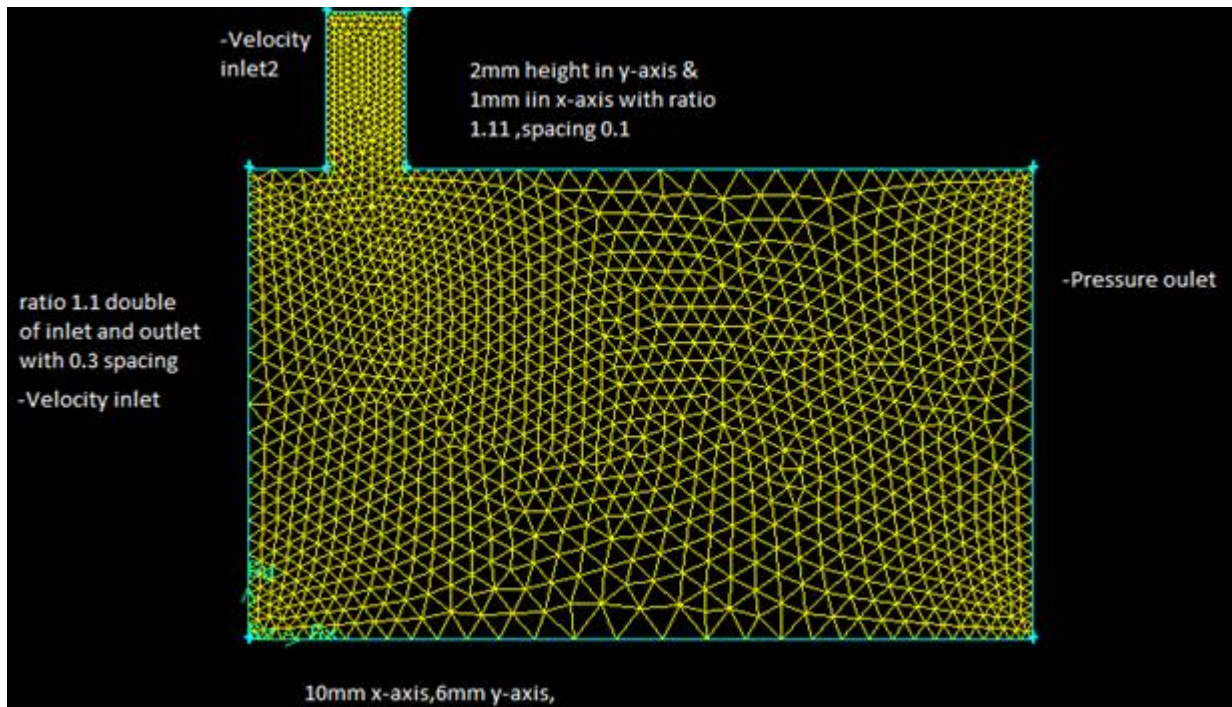 -Velocity
inlet2
2mm height in y-axis &
1mm iin x-axis with ratio
1.11 ,spacing 0.1
ratio 1.1 double
of inlet and outlet
with 0.3 spacing
-Velocity inlet
-Pressure oulet
10mm x-axis,6mm y-axis,